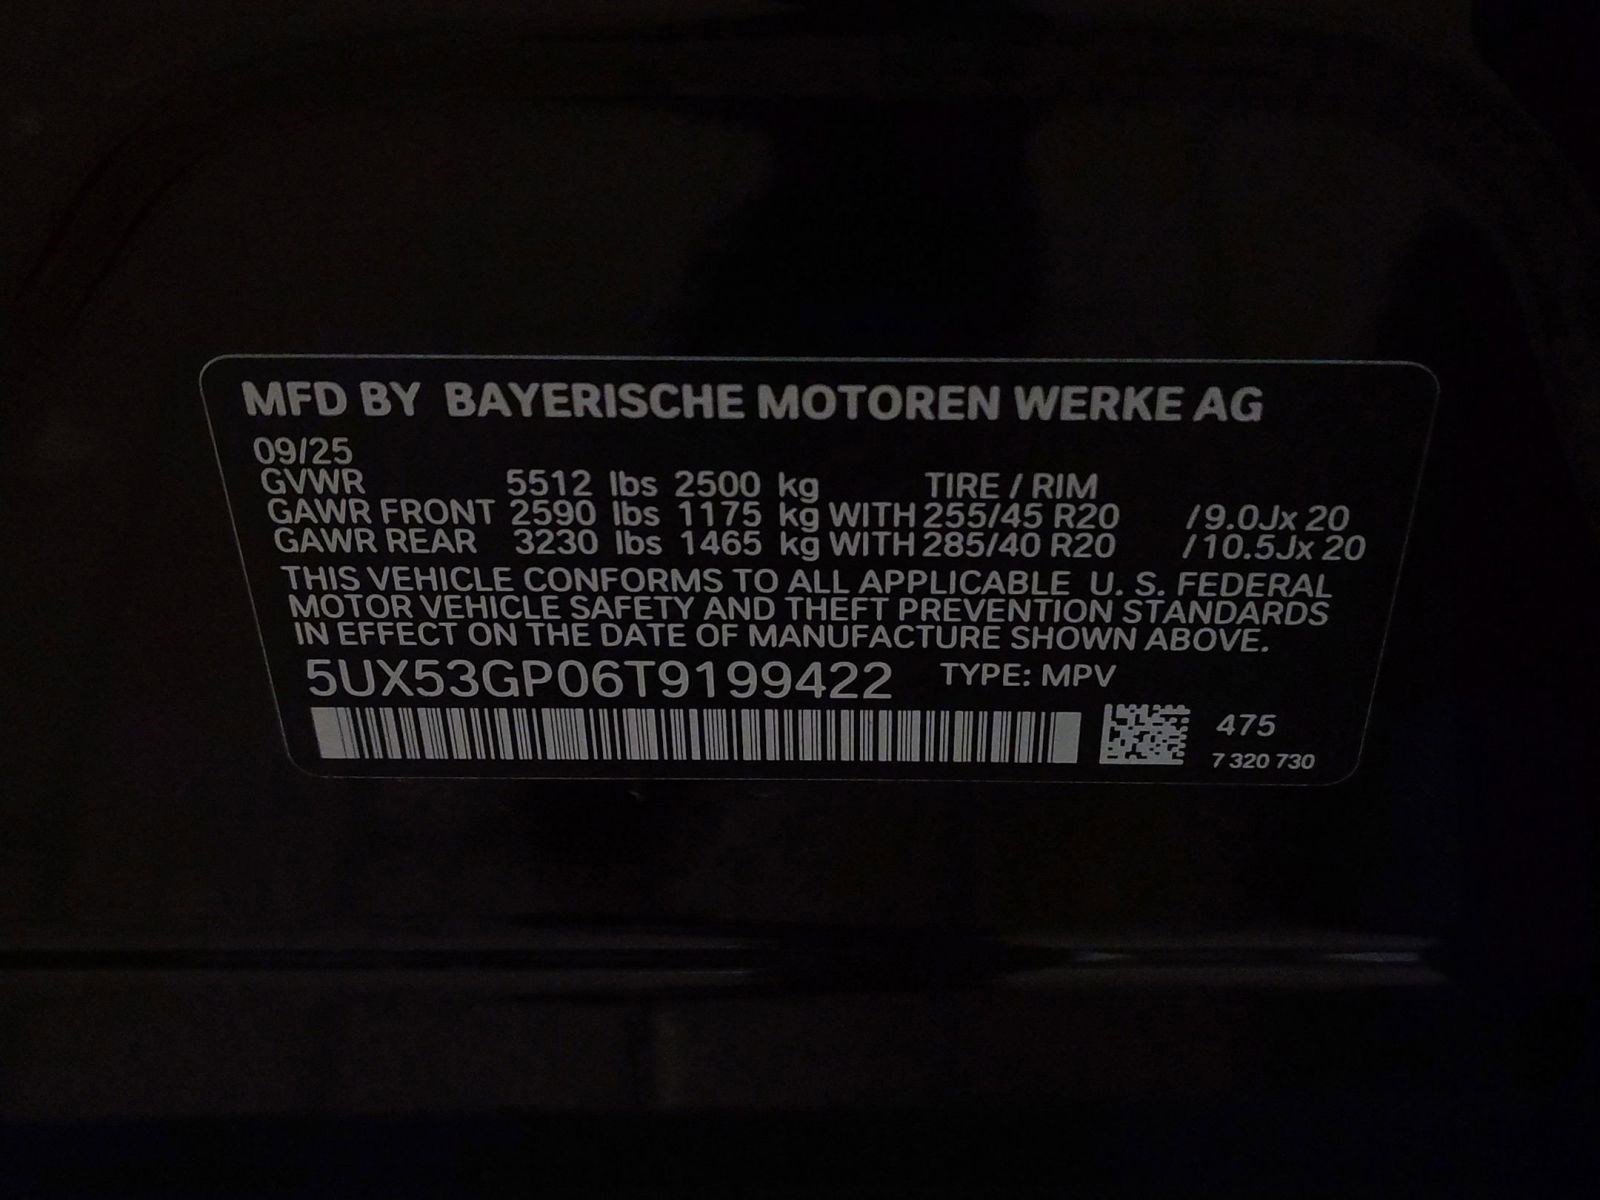 MFD BY BAYERISCHE MOTOREN WERKE AG
09/25
GVWR 5512 lbs 2500 kg TIRE / RIM
GAWR FRONT 2590 lbs 1175 kg WITH 255/45 R20 /9.0Jx 20
GAWR REAR 3230 lbs 1465 kg WITH 285/40 R20 /10.5Jx 20
THIS VEHICLE CONFORMS TO ALL APPLICABLE U. S. FEDERAL
MOTOR VEHICLE SAFETY AND THEFT PREVENTION STANDARDS
IN EFFECT ON THE DATE OF MANUFACTURE SHOWN ABOVE.
5UX53GP06T9199422 TYPE: MPV
475
7 320 730